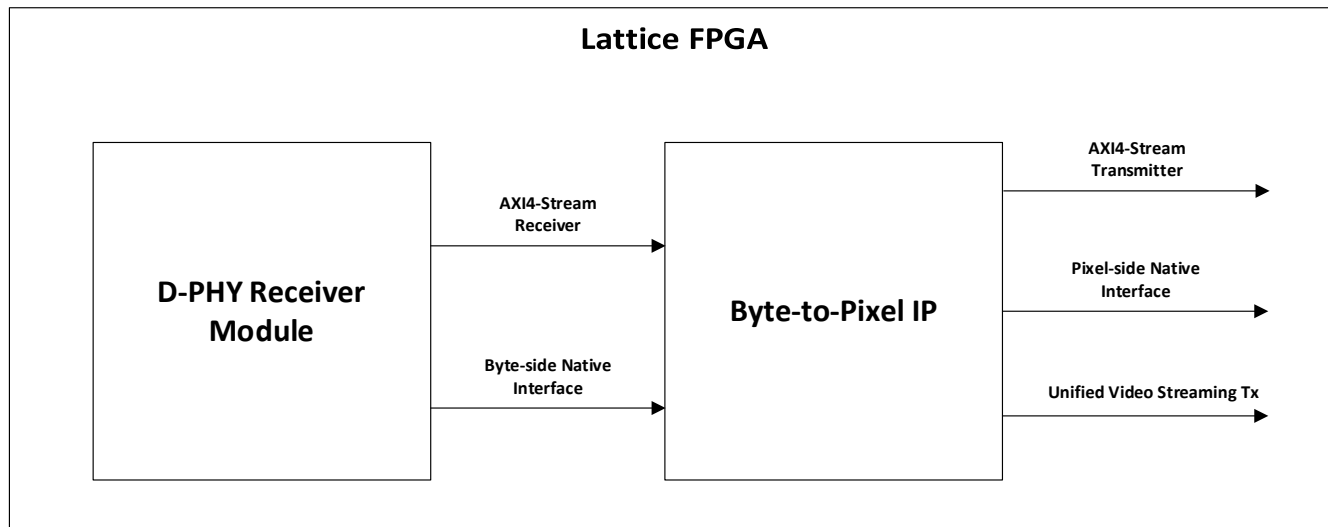 Lattice FPGA
D-PHY Receiver
Module
AXI4-Stream
Receiver
Byte-side Native
Interface
Byte-to-Pixel IP
AXI4-Stream
Transmitter
Pixel-side Native
Interface
Unified Video Streaming Tx